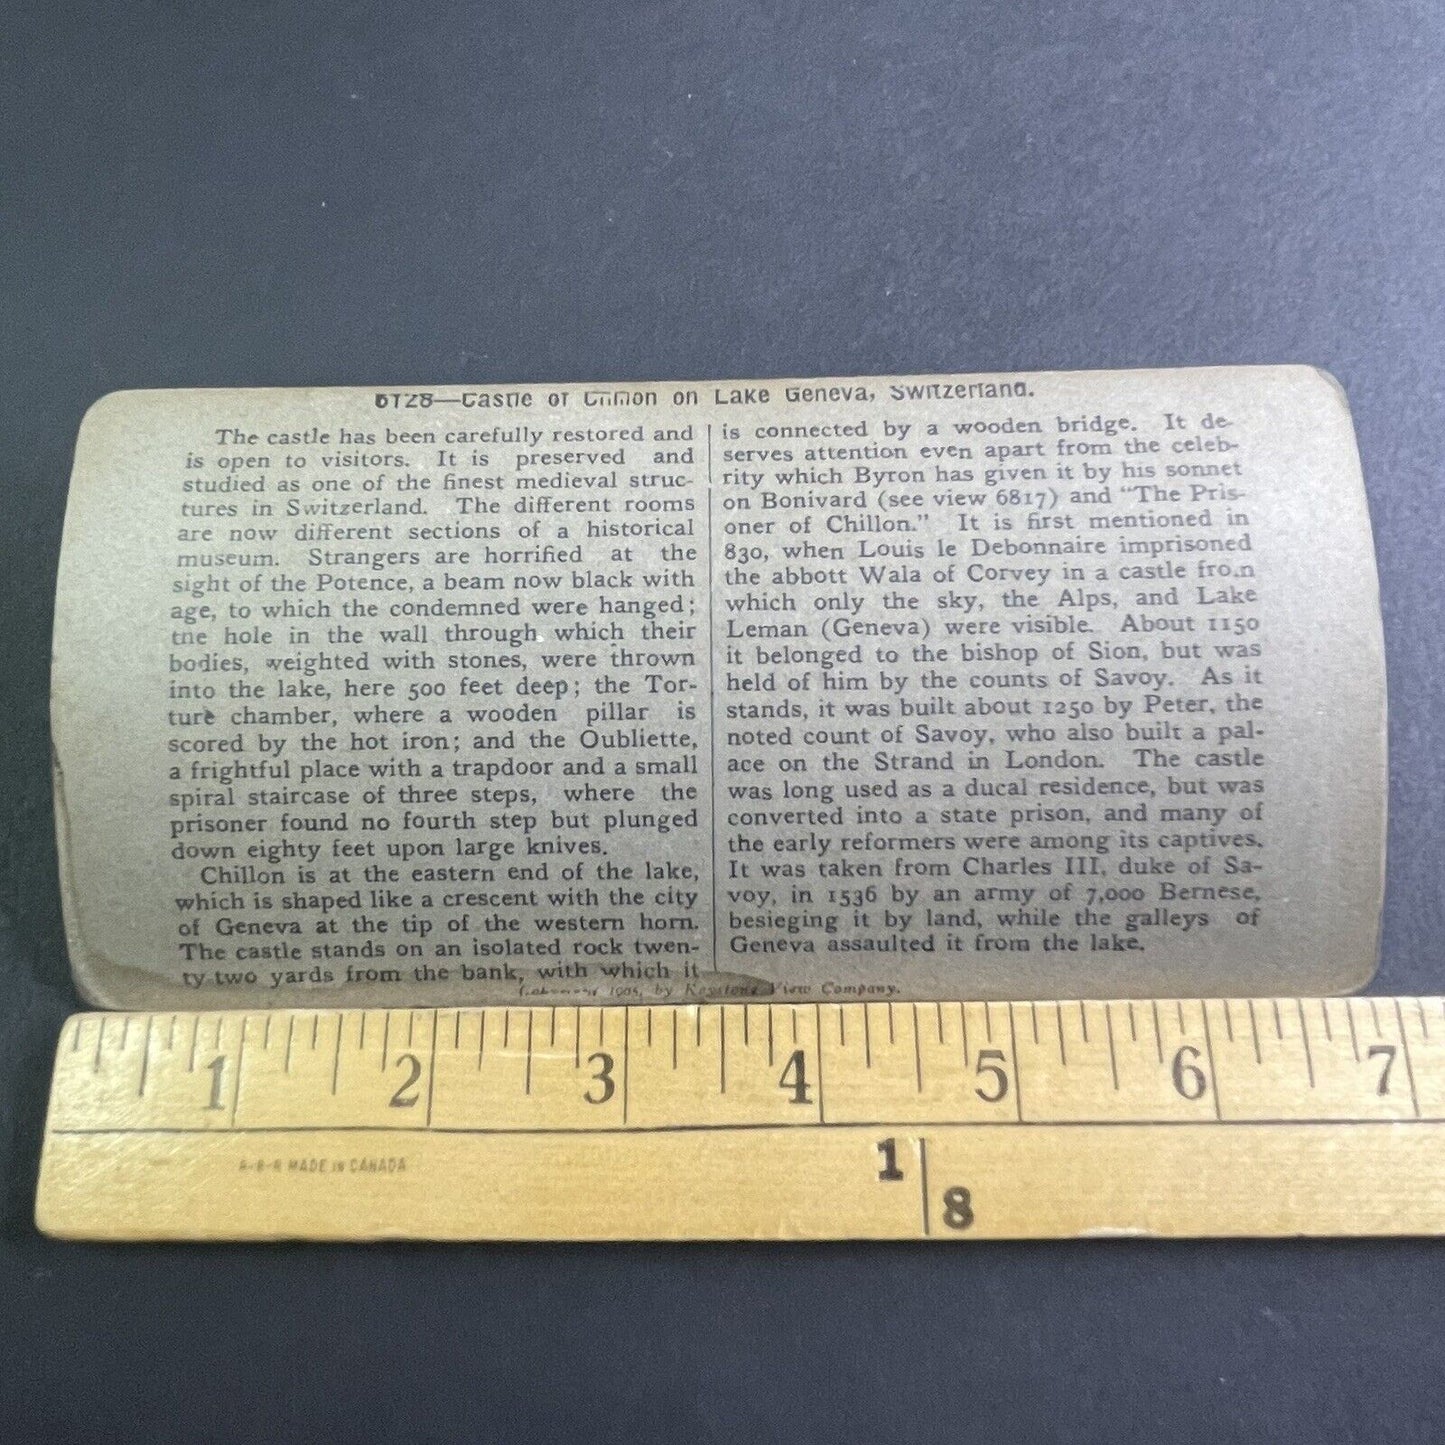 6128—Castle of Chillon on Lake Geneva, Switzerland.
The castle has been carefully restored and
is open to visitors. It is preserved and
studied as one of the finest medieval struc-
tures in Switzerland. The different rooms
are now different sections of a historical
museum. Strangers are horrified at the
sight of the Potence, a beam now black with
age, to which the condemned were hanged;
the hole in the wall through which their
bodies, weighted with stones, were thrown
into the lake, here 500 feet deep; the Tor-
ture chamber, where a wooden pillar is
scored by the hot iron; and the Oubliette,
a frightful place with a trapdoor and a small
spiral staircase of three steps, where the
prisoner found no fourth step but plunged
down eighty feet upon large knives.
Chillon is at the eastern end of the lake,
which is shaped like a crescent with the city
of Geneva at the tip of the western horn.
The castle stands on an isolated rock twen-
ty-two yards from the bank, with which it
is connected by a wooden bridge. It de-
serves attention even apart from the celeb-
rity which Byron has given it by his sonnet
on Bonivard (see view 6817) and "The Pris-
oner of Chillon." It is first mentioned in
830, when Louis le Debonnaire imprisoned
the abbott Wala of Corvey in a castle from
which only the sky, the Alps, and Lake
Leman (Geneva) were visible. About 1150
it belonged to the bishop of Sion, but was
held of him by the counts of Savoy. As it
stands, it was built about 1250 by Peter, the
noted count of Savoy, who also built a pal-
ace on the Strand in London. The castle
was long used as a ducal residence, but was
converted into a state prison, and many of
the early reformers were among its captives.
It was taken from Charles III, duke of Sa-
voy, in 1536 by an army of 7,000 Bernese,
besieging it by land, while the galleys of
Geneva assaulted it from the lake.
1905, by Keystone View Company.
1 2 3 4 5 6 7
MADE IN CANADA
1
8